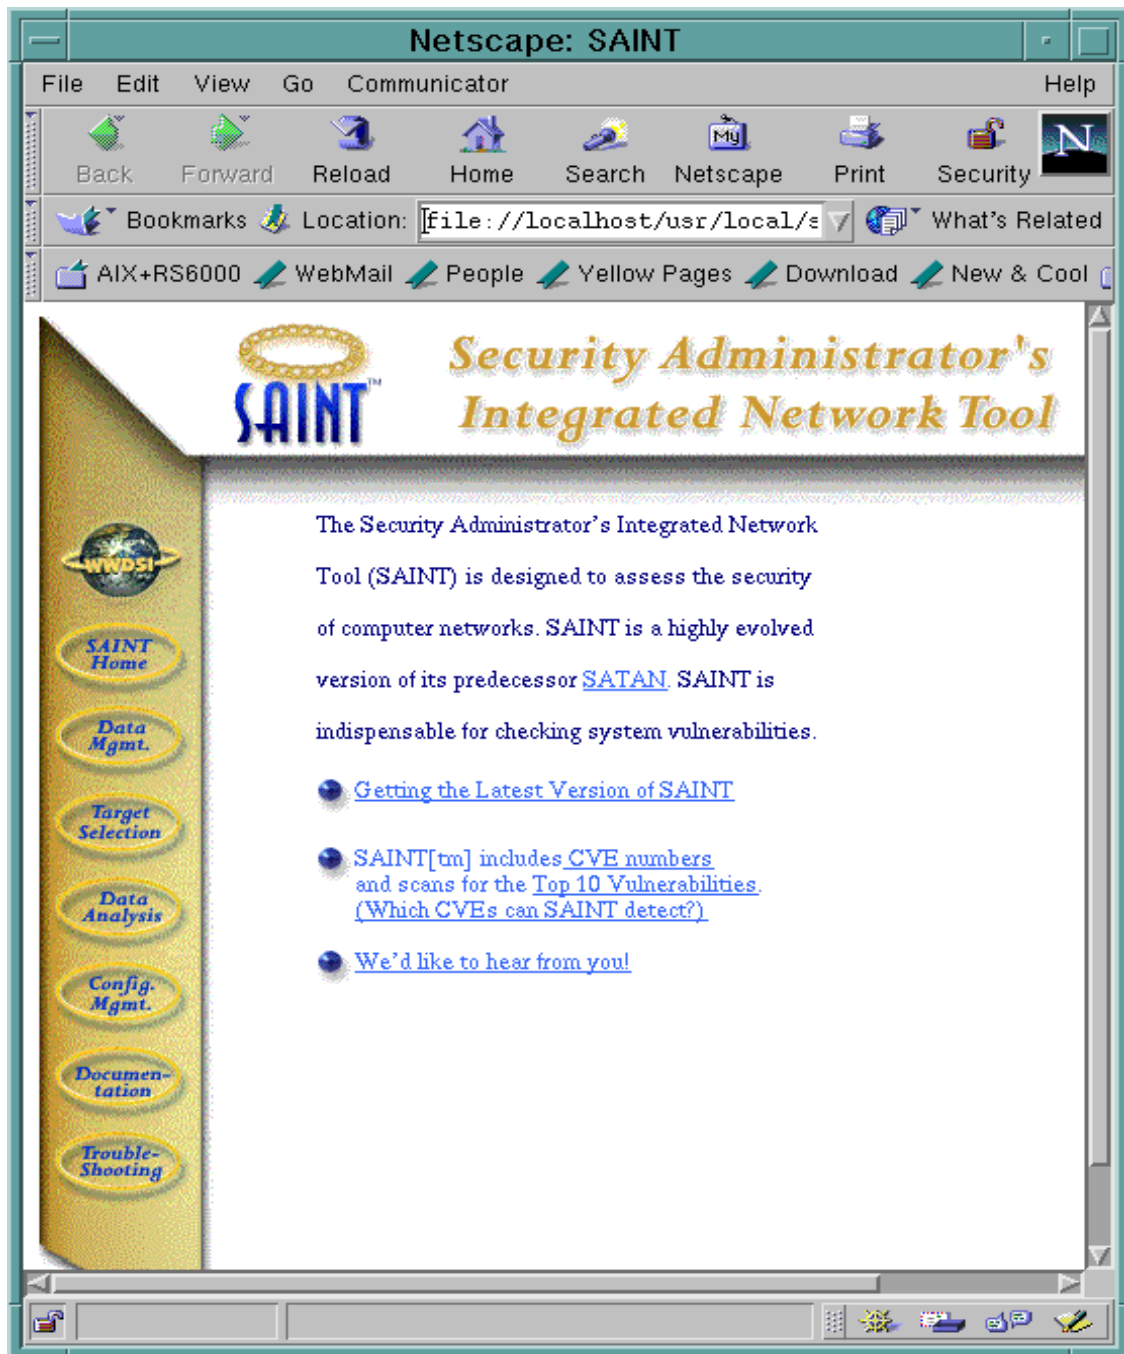 Netscape: SAINT
File Edit View Go Communicator Help
Back Forward Reload Home Search My Netscape Print Security N
Bookmarks Location: file://localhost/usr/local/s What's Related
AIX+RS6000 WebMail People Yellow Pages Download New & Cool
SAINT™
Security Administrator's
Integrated Network Tool
WWDSI
SAINT
Home
Data
Mgmt.
Target
Selection
Data
Analysis
Config.
Mgmt.
Documen-
tation
Trouble-
Shooting
The Security Administrator's Integrated Network
Tool (SAINT) is designed to assess the security
of computer networks. SAINT is a highly evolved
version of its predecessor SATAN. SAINT is
indispensable for checking system vulnerabilities.
Getting the Latest Version of SAINT
SAINT[tm] includes CVE numbers
and scans for the Top 10 Vulnerabilities.
(Which CVEs can SAINT detect?)
We'd like to hear from you!